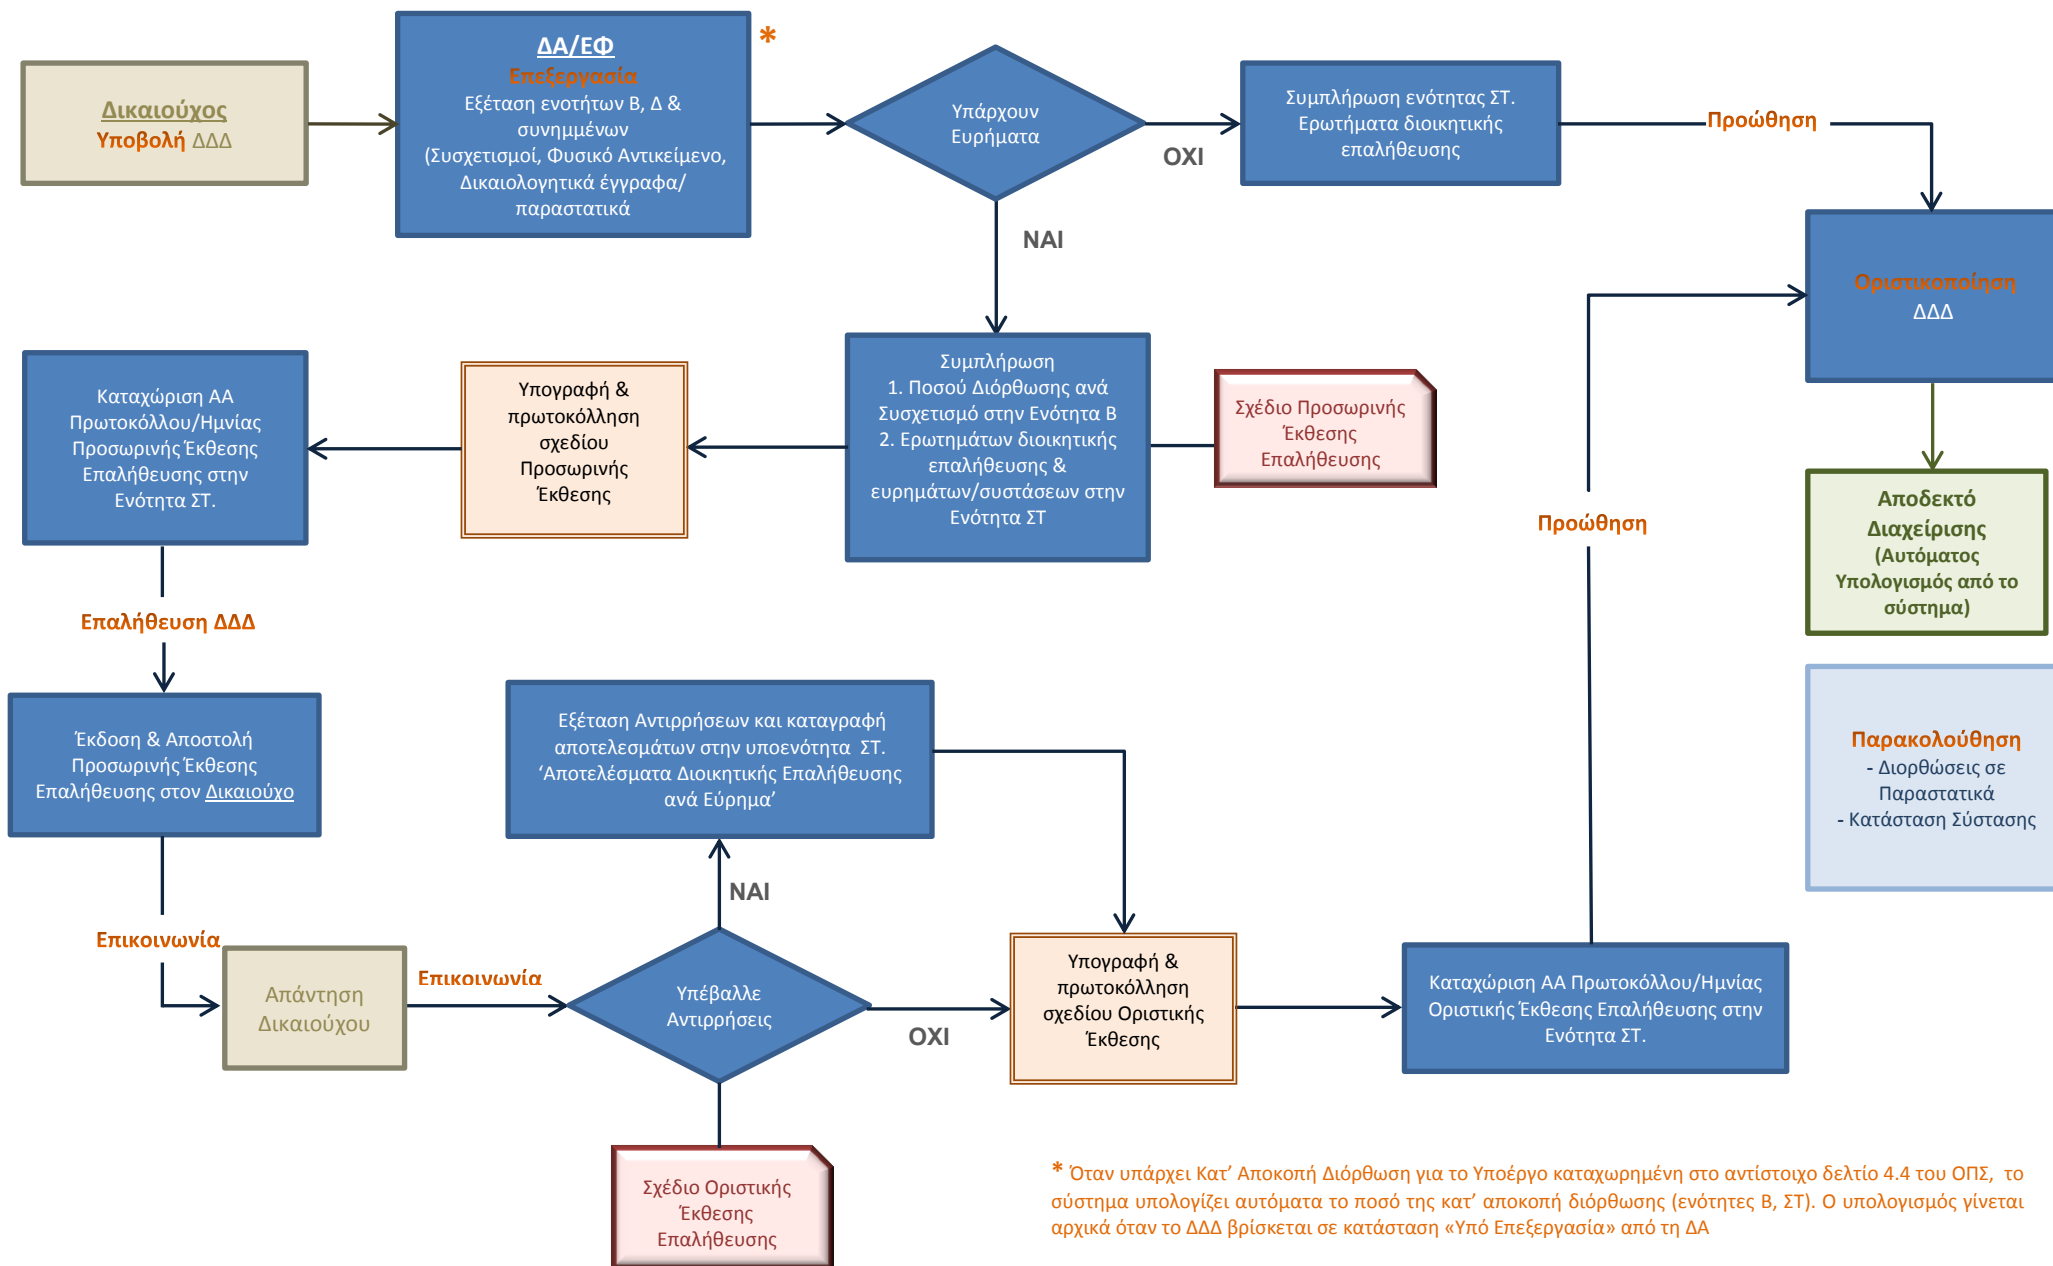 Δικαιούχος
Υποβολή ΔΔΔ
ΔΑ/ΕΦ
Επεξεργασία
Εξέταση ενοτήτων Β, Δ &
συνημμένων
(Συσχετισμοί, Φυσικό Αντικείμενο,
Δικαιολογητικά έγγραφα/
παραστατικά
*
Υπάρχουν
Ευρήματα
ΟΧΙ
ΝΑΙ
Συμπλήρωση ενότητας ΣΤ.
Ερωτήματα διοικητικής
επαλήθευσης
Προώθηση
Οριστικοποίηση
ΔΔΔ
Καταχώριση ΑΑ
Πρωτοκόλλου/Ημνίας
Προσωρινής Έκθεσης
Επαλήθευσης στην
Ενότητα ΣΤ.
Υπογραφή &
πρωτοκόλληση
σχεδίου
Προσωρινής
Έκθεσης
Συμπλήρωση
1. Ποσού Διόρθωσης ανά
Συσχετισμό στην Ενότητα Β
2. Ερωτημάτων διοικητικής
επαλήθευσης &
ευρημάτων/συστάσεων στην
Ενότητα ΣΤ
Σχέδιο Προσωρινής
Έκθεσης
Επαλήθευσης
Προώθηση
Αποδεκτό
Διαχείρισης
(Αυτόματος
Υπολογισμός από το
σύστημα)
Επαλήθευση ΔΔΔ
Έκδοση & Αποστολή
Προσωρινής Έκθεσης
Επαλήθευσης στον Δικαιούχο
Εξέταση Αντιρρήσεων και καταγραφή
αποτελεσμάτων στην υποενότητα ΣΤ.
‘Αποτελέσματα Διοικητικής Επαλήθευσης
ανά Εύρημα’
Παρακολούθηση
- Διορθώσεις σε
Παραστατικά
- Κατάσταση Σύστασης
ΝΑΙ
Επικοινωνία
Απάντηση
Δικαιούχου
Επικοινωνία
Υπέβαλλε
Αντιρρήσεις
ΟΧΙ
Υπογραφή &
πρωτοκόλληση
σχεδίου Οριστικής
Έκθεσης
Καταχώριση ΑΑ Πρωτοκόλλου/Ημνίας
Οριστικής Έκθεσης Επαλήθευσης στην
Ενότητα ΣΤ.
Σχέδιο Οριστικής
Έκθεσης
Επαλήθευσης
* Όταν υπάρχει Κατ’ Αποκοπή Διόρθωση για το Υποέργο καταχωρημένη στο αντίστοιχο δελτίο 4.4 του ΟΠΣ, το
σύστημα υπολογίζει αυτόματα το ποσό της κατ’ αποκοπή διόρθωσης (ενότητες Β, ΣΤ). Ο υπολογισμός γίνεται
αρχικά όταν το ΔΔΔ βρίσκεται σε κατάσταση «Υπό Επεξεργασία» από τη ΔΑ